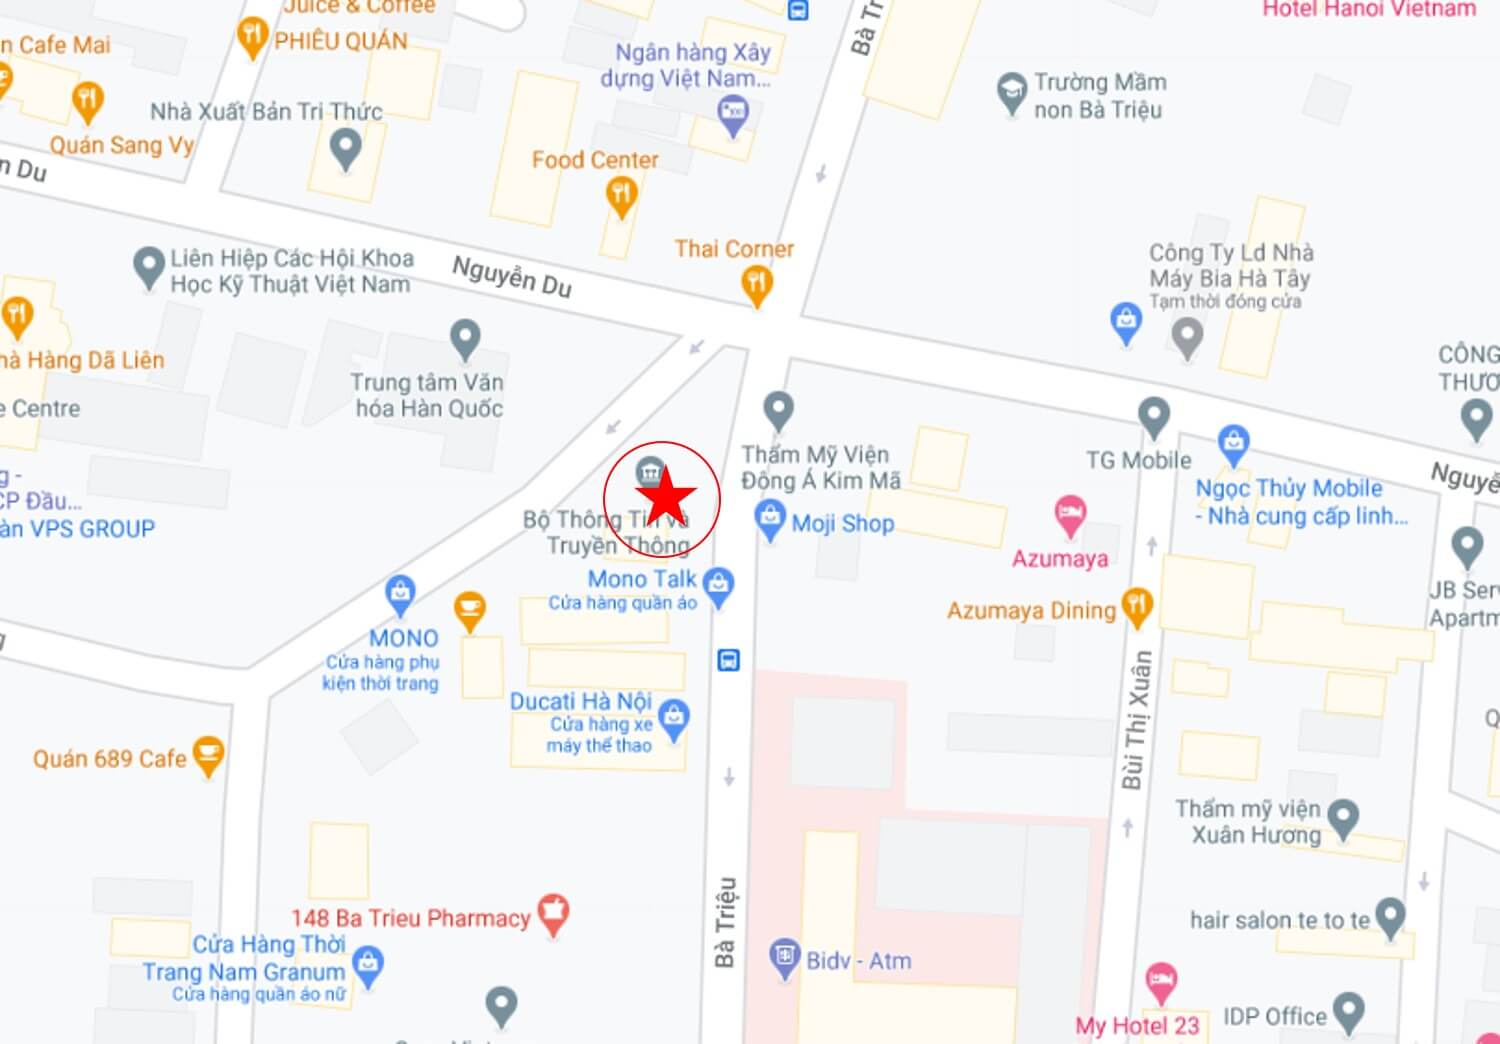 Juice & Coffee
Bà Tr
Hotel Hanoi Vietnam
n Cafe Mai
PHIÊU QUÁN
Ngân hàng Xây
dựng Việt Nam...
Trường Mầm
non Bà Triệu
Nhà Xuất Bản Tri Thức
Quán Sang Vy
n Du
Food Center
Thai Corner
Liên Hiệp Các Hội Khoa
Học Kỹ Thuật Việt Nam
Nguyễn Du
Công Ty Ld Nhà
Máy Bia Hà Tây
Tạm thời đóng cửa
hà Hàng Dã Liên
CÔNG
THƯƠ
Trung tâm Văn
hóa Hàn Quốc
e Centre
Thẩm Mỹ Viện
Đông Á Kim Mã
TG Mobile
Nguyễ
g -
CP Đầu...
àn VPS GROUP
Ngọc Thủy Mobile
- Nhà cung cấp linh...
Bộ Thông Tin và
Truyền Thông
Moji Shop
Azumaya
Mono Talk
Cửa hàng quần áo
JB Serv
Apartm
Azumaya Dining
g
MONO
Cửa hàng phụ
kiện thời trang
Bùi Thị Xuân
Ducati Hà Nội
Cửa hàng xe
máy thể thao
Q
Quán 689 Cafe
Thẩm mỹ viện
Xuân Hương
148 Ba Trieu Pharmacy
Bà Triệu
hair salon te to te
Cửa Hàng Thời
Trang Nam Granum
Cửa hàng quần áo nữ
Bidv - Atm
My Hotel 23
IDP Office